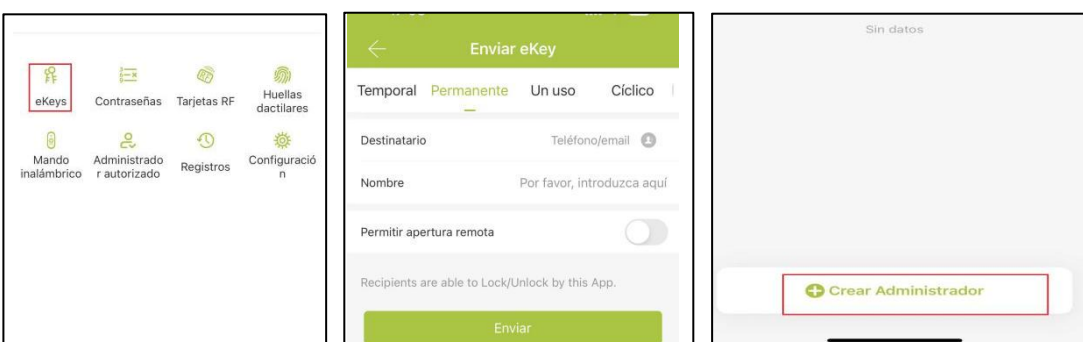 eKeys
Contraseñas
Tarjetas RF
Huellas
dactilares
Mando
inalámbrico
Administrado
r autorizado
Registros
Configuració
n
Enviar eKey
Temporal Permanente Un uso Cíclico
Destinatario Teléfono/email
Nombre Por favor, introduzca aquí
Permitir apertura remota
Recipients are able to Lock/Unlock by this App.
Enviar
Sin datos
Crear Administrador